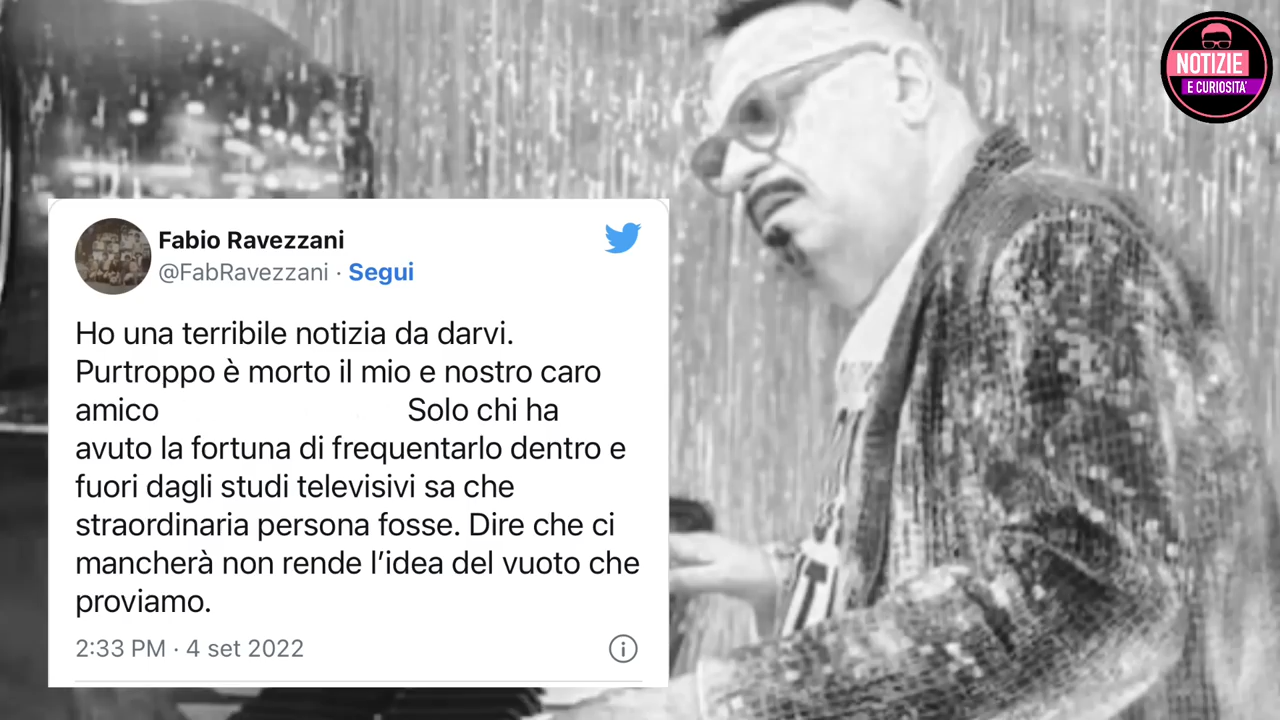 NOTIZIE
E CURIOSITA'
Fabio Ravezzani
@FabRavezzani · Segui
Ho una terribile notizia da darvi.
Purtroppo è morto il mio e nostro caro
amico Solo chi ha
avuto la fortuna di frequentarlo dentro e
fuori dagli studi televisivi sa che
straordinaria persona fosse. Dire che ci
mancherà non rende l’idea del vuoto che
proviamo.
2:33 PM · 4 set 2022